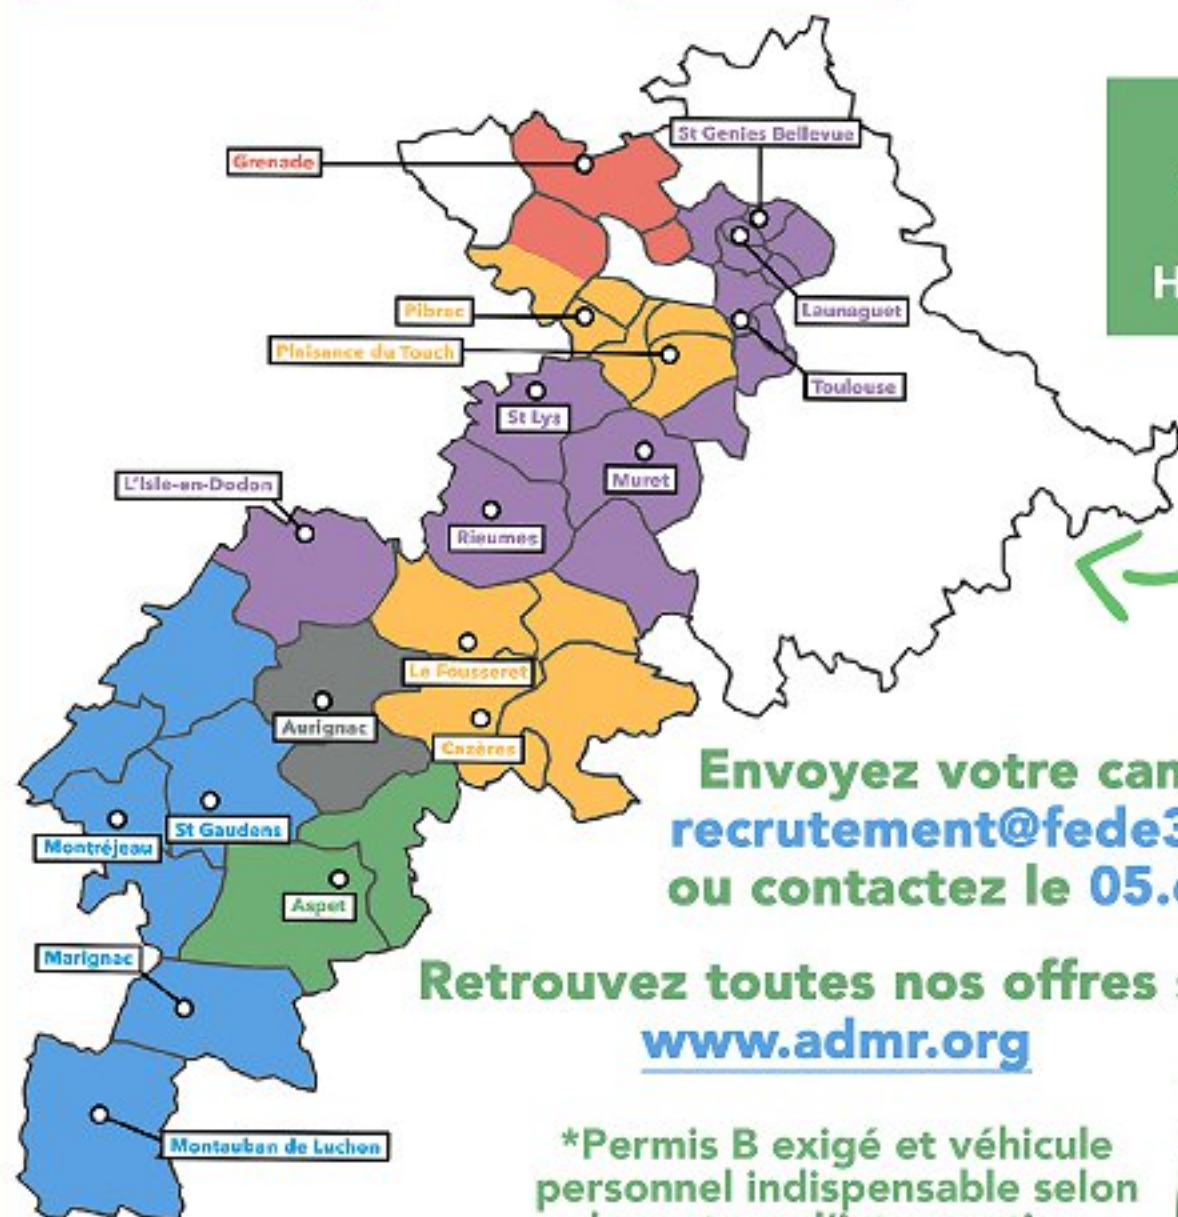 St Genies Bellevue
Grenade
H
Pibrac
Launaguet
Plaisance du Touch
Toulouse
St Lys
Muret
L'Isle-en-Dodon
Rieumes
Le Fousseret
Aurignac
Cazères
Envoyez votre can
St Gaudens
recrutement@fede3
Montréjeau
ou contactez le 05.
Aspet
Marignac
Retrouvez toutes nos offres s
www.admr.org
Montauban de Luchon
*Permis B exigé et véhicule
personnel indispensable selon